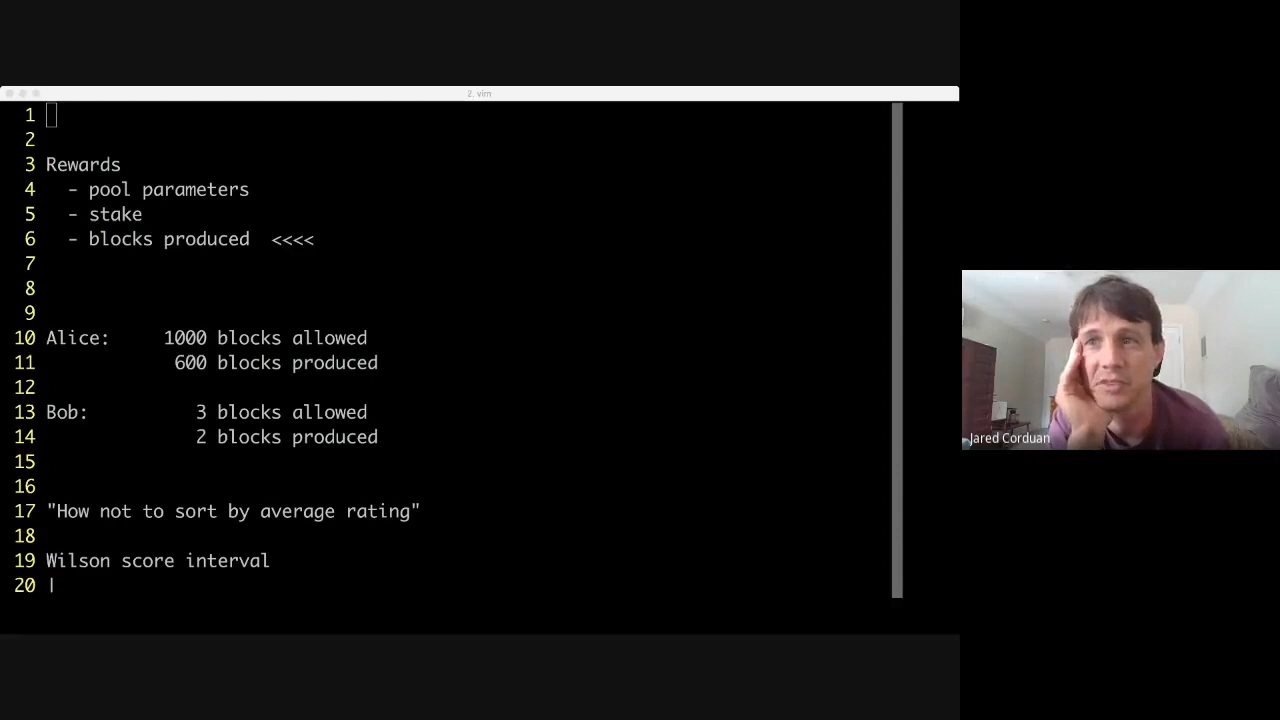 2. vim
1
2
3 Rewards
4 - pool parameters
5 - stake
6 - blocks produced <<<<
7
8
9
10 Alice: 1000 blocks allowed
11 600 blocks produced
12
13 Bob: 3 blocks allowed
14 2 blocks produced
15
16
17 "How not to sort by average rating"
18
19 Wilson score interval
20 |
Jared Corduan